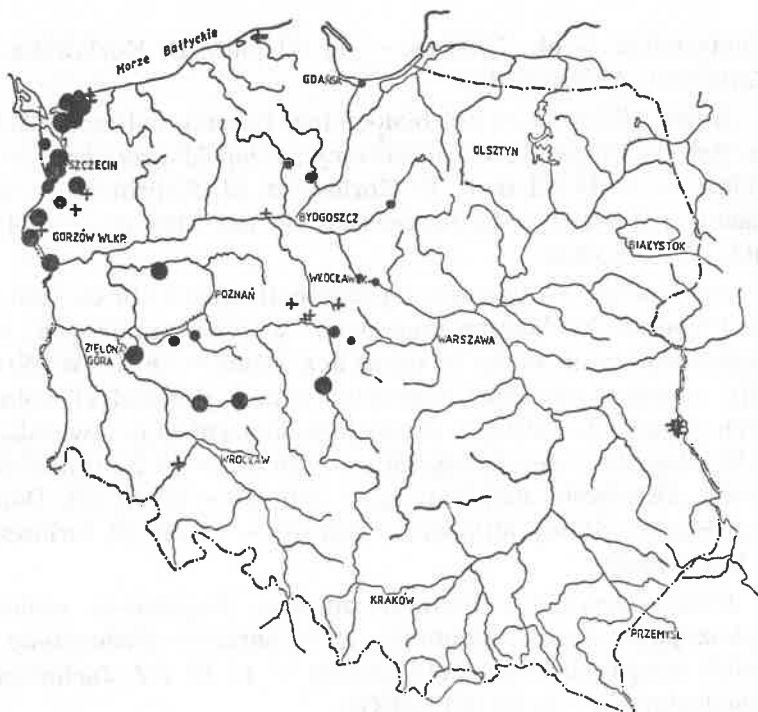 Morze Bałtyckie
GDAŃSK
SZCZECIN
OLSZTYN
BYDGOSZCZ
BIAŁYSTOK
GORZÓW WLKP.
WŁOCŁAWEK
POZNAŃ
WARSZAWA
ZIELONA
GÓRA
WROCŁAW
KRAKÓW
PRZEMYŚL